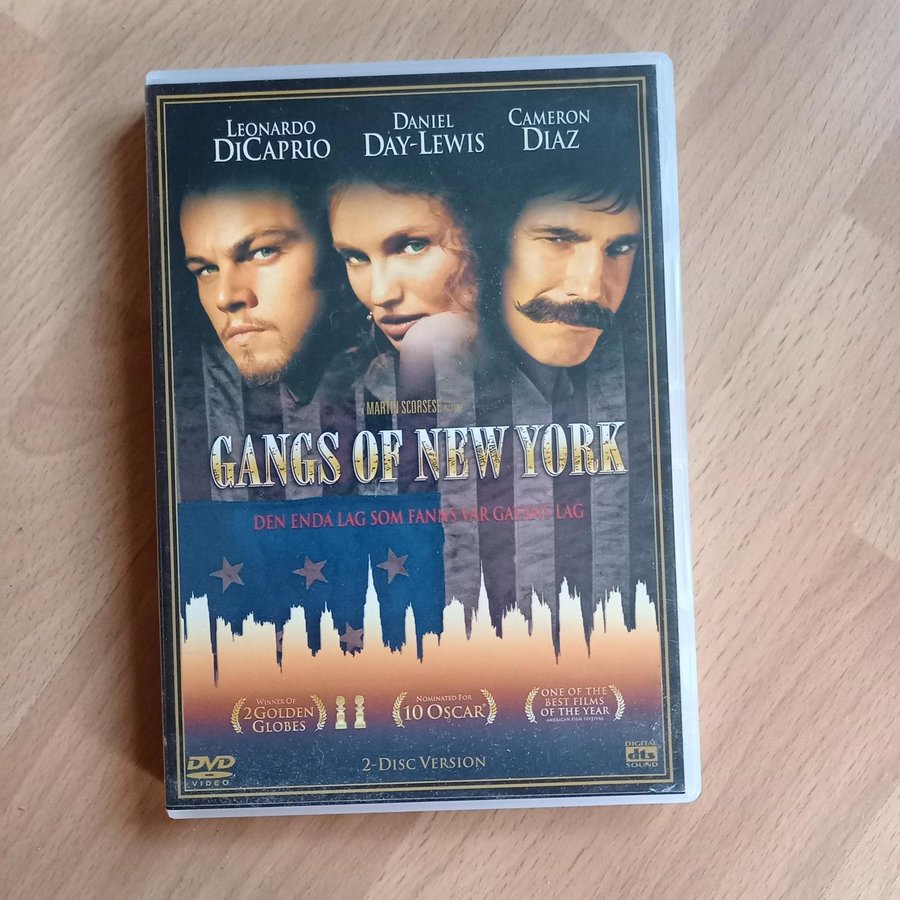 LEONARDO
DICAPRIO
DANIEL
DAY-LEWIS
CAMERON
DIAZ
MARTIN SCORSESE
GANGS OF NEW YORK
DEN ENDA LAG SOM FANNS VAR GATANS LAG
WINNER OF
2 GOLDEN
GLOBES
NOMINATED FOR
10 OSCAR
ONE OF THE
BEST FILMS
OF THE YEAR
AMERICAN FILM FESTIVAL
DVD
VIDEO
2-DISC VERSION
DIGITAL
dts
SOUND